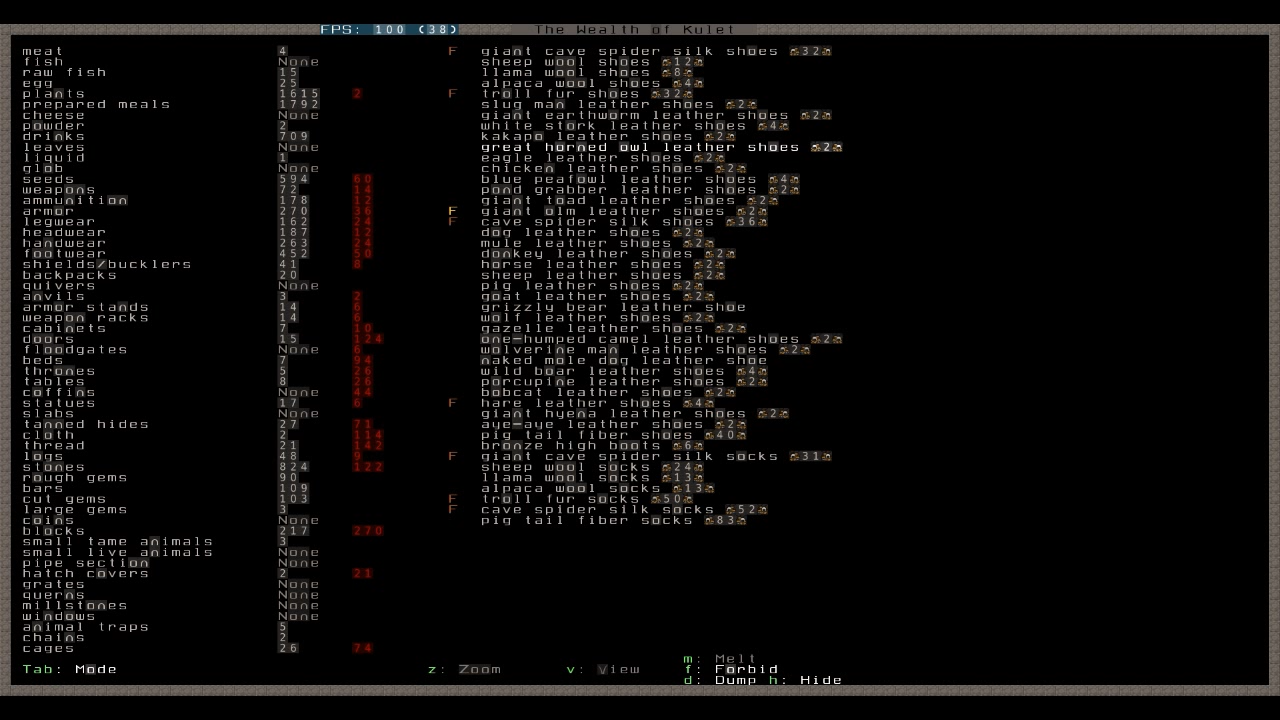 FPS: 100 (38) The Wealth of Kulet
meat 4 F giant cave spider silk shoes 32
fish None sheep wool shoes 12
raw fish 15 llama wool shoes 8
egg 25 alpaca wool shoes 4
plants 1615 2 F troll fur shoes 32
prepared meals 1792 slug man leather shoes 2
cheese None giant earthworm leather shoes 2
powder 2 white stork leather shoes 4
drinks 709 kakapo leather shoes 2
leaves None great horned owl leather shoes 2
liquid 1 eagle leather shoes 2
glob None chicken leather shoes 2
seeds 594 60 blue peafowl leather shoes 4
weapons 72 14 pond grabber leather shoes 2
ammunition 178 12 giant toad leather shoes 2
armor 270 36 F giant olm leather shoes 2
legwear 162 24 F cave spider silk shoes 36
headwear 187 12 dog leather shoes 2
handwear 263 24 mule leather shoes 2
footwear 452 50 donkey leather shoes 2
shields/bucklers 41 8 horse leather shoes 2
backpacks 20 sheep leather shoes 2
quivers None pig leather shoes 2
anvils 3 2 goat leather shoes 2
armor stands 14 6 grizzly bear leather shoe
weapon racks 14 6 wolf leather shoes 2
cabinets 7 10 gazelle leather shoes 2
doors 15 124 one-humped camel leather shoes 2
floodgates None 6 wolverine man leather shoes 2
beds 7 94 naked mole dog leather shoe
thrones 5 26 wild boar leather shoes 4
tables 8 26 porcupine leather shoes 2
coffins None 44 bobcat leather shoes 2
statues 17 6 F hare leather shoes 4
slabs None giant hyena leather shoes 2
tanned hides 27 71 aye-aye leather shoes 2
cloth 2 114 pig tail fiber shoes 40
thread 21 142 bronze high boots 6
logs 48 9 F giant cave spider silk socks 31
stones 824 122 sheep wool socks 24
rough gems 90 llama wool socks 13
bars 109 alpaca wool socks 13
cut gems 103 F troll fur socks 50
large gems 3 F cave spider silk socks 52
coins None pig tail fiber socks 83
blocks 217 270
small tame animals 3
small live animals None
pipe section None
hatch covers 2 21
grates None
querns None
millstones None
windows None
animal traps 5
chains 2
cages 26 74
m: Melt
Tab: Mode z: Zoom v: View f: Forbid
d: Dump h: Hide